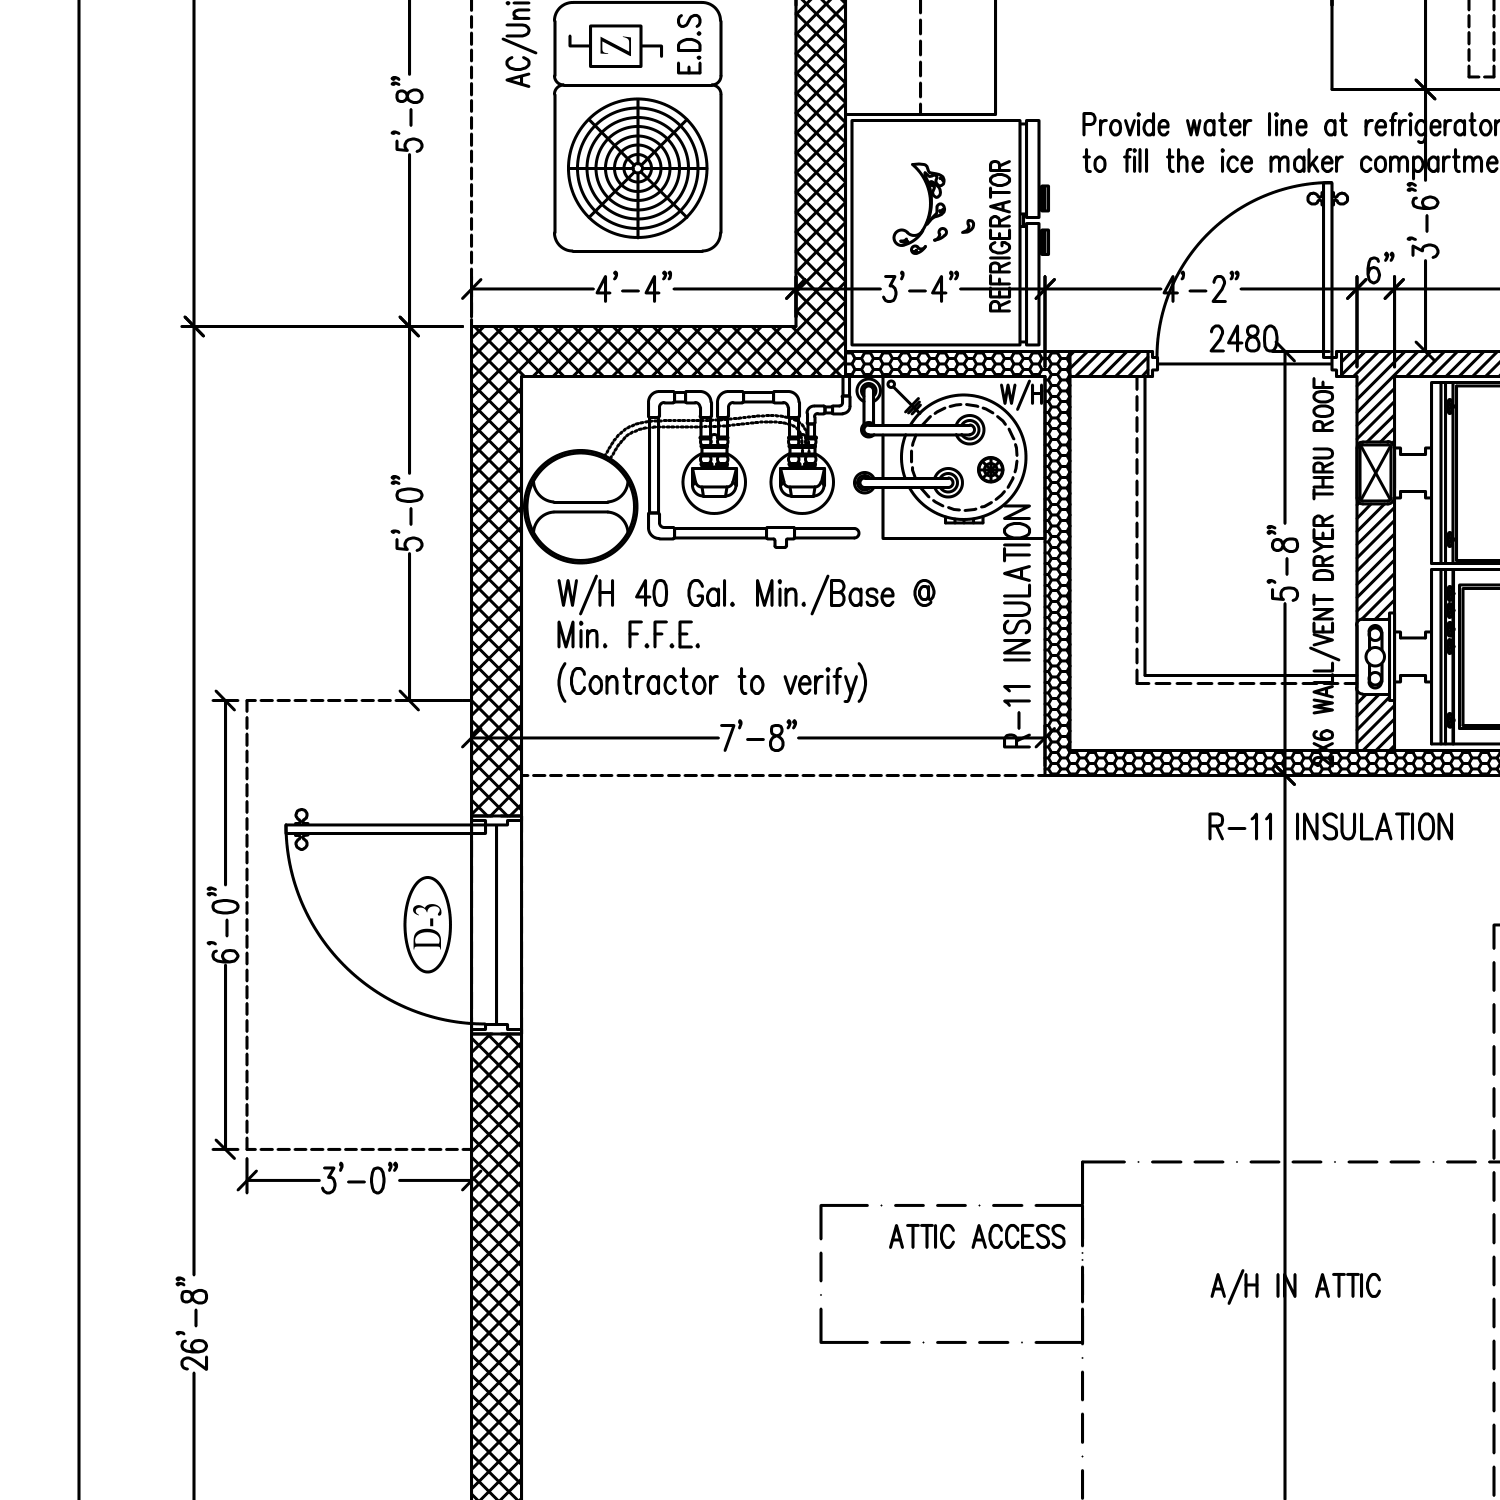 AC/Uni
Z
E.D.S
5'-8"
Provide water line at refrigerator
to fill the ice maker compartme
REFRIGERATOR
3'-6"
4'-4"
3'-4"
4'-2"
6"
2480
W/H
5'-0"
2X6 WALL/VENT DRYER THRU ROOF
5'-8"
W/H 40 Gal. Min./Base @
Min. F.F.E.
(Contractor to verify)
R-11 INSULATION
7'-8"
R-11 INSULATION
6'-0"
D-3
3'-0"
ATTIC ACCESS
A/H IN ATTIC
26'-8"